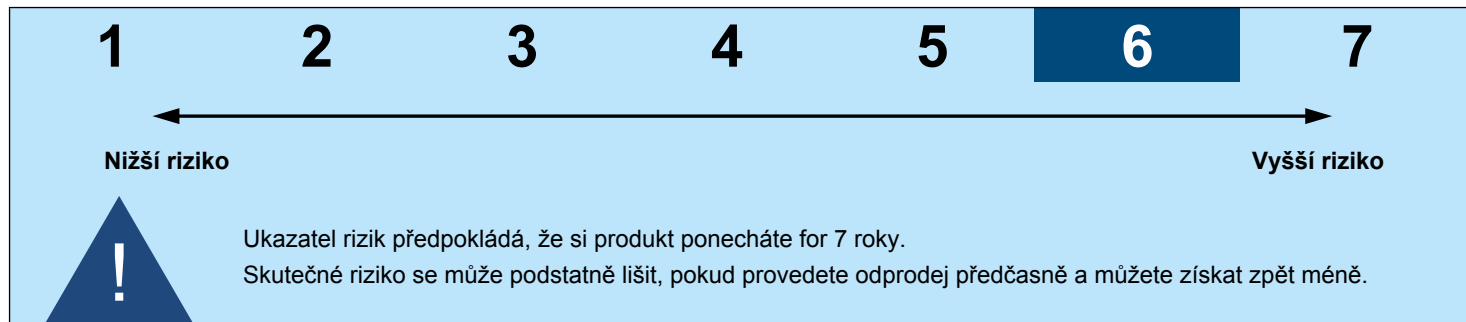 1 2 3 4 5 6 7
Nižší riziko Vyšší riziko
!
Ukazatel rizik předpokládá, že si produkt ponecháte for 7 roky.
Skutečné riziko se může podstatně lišit, pokud provedete odprodej předčasně a můžete získat zpět méně.